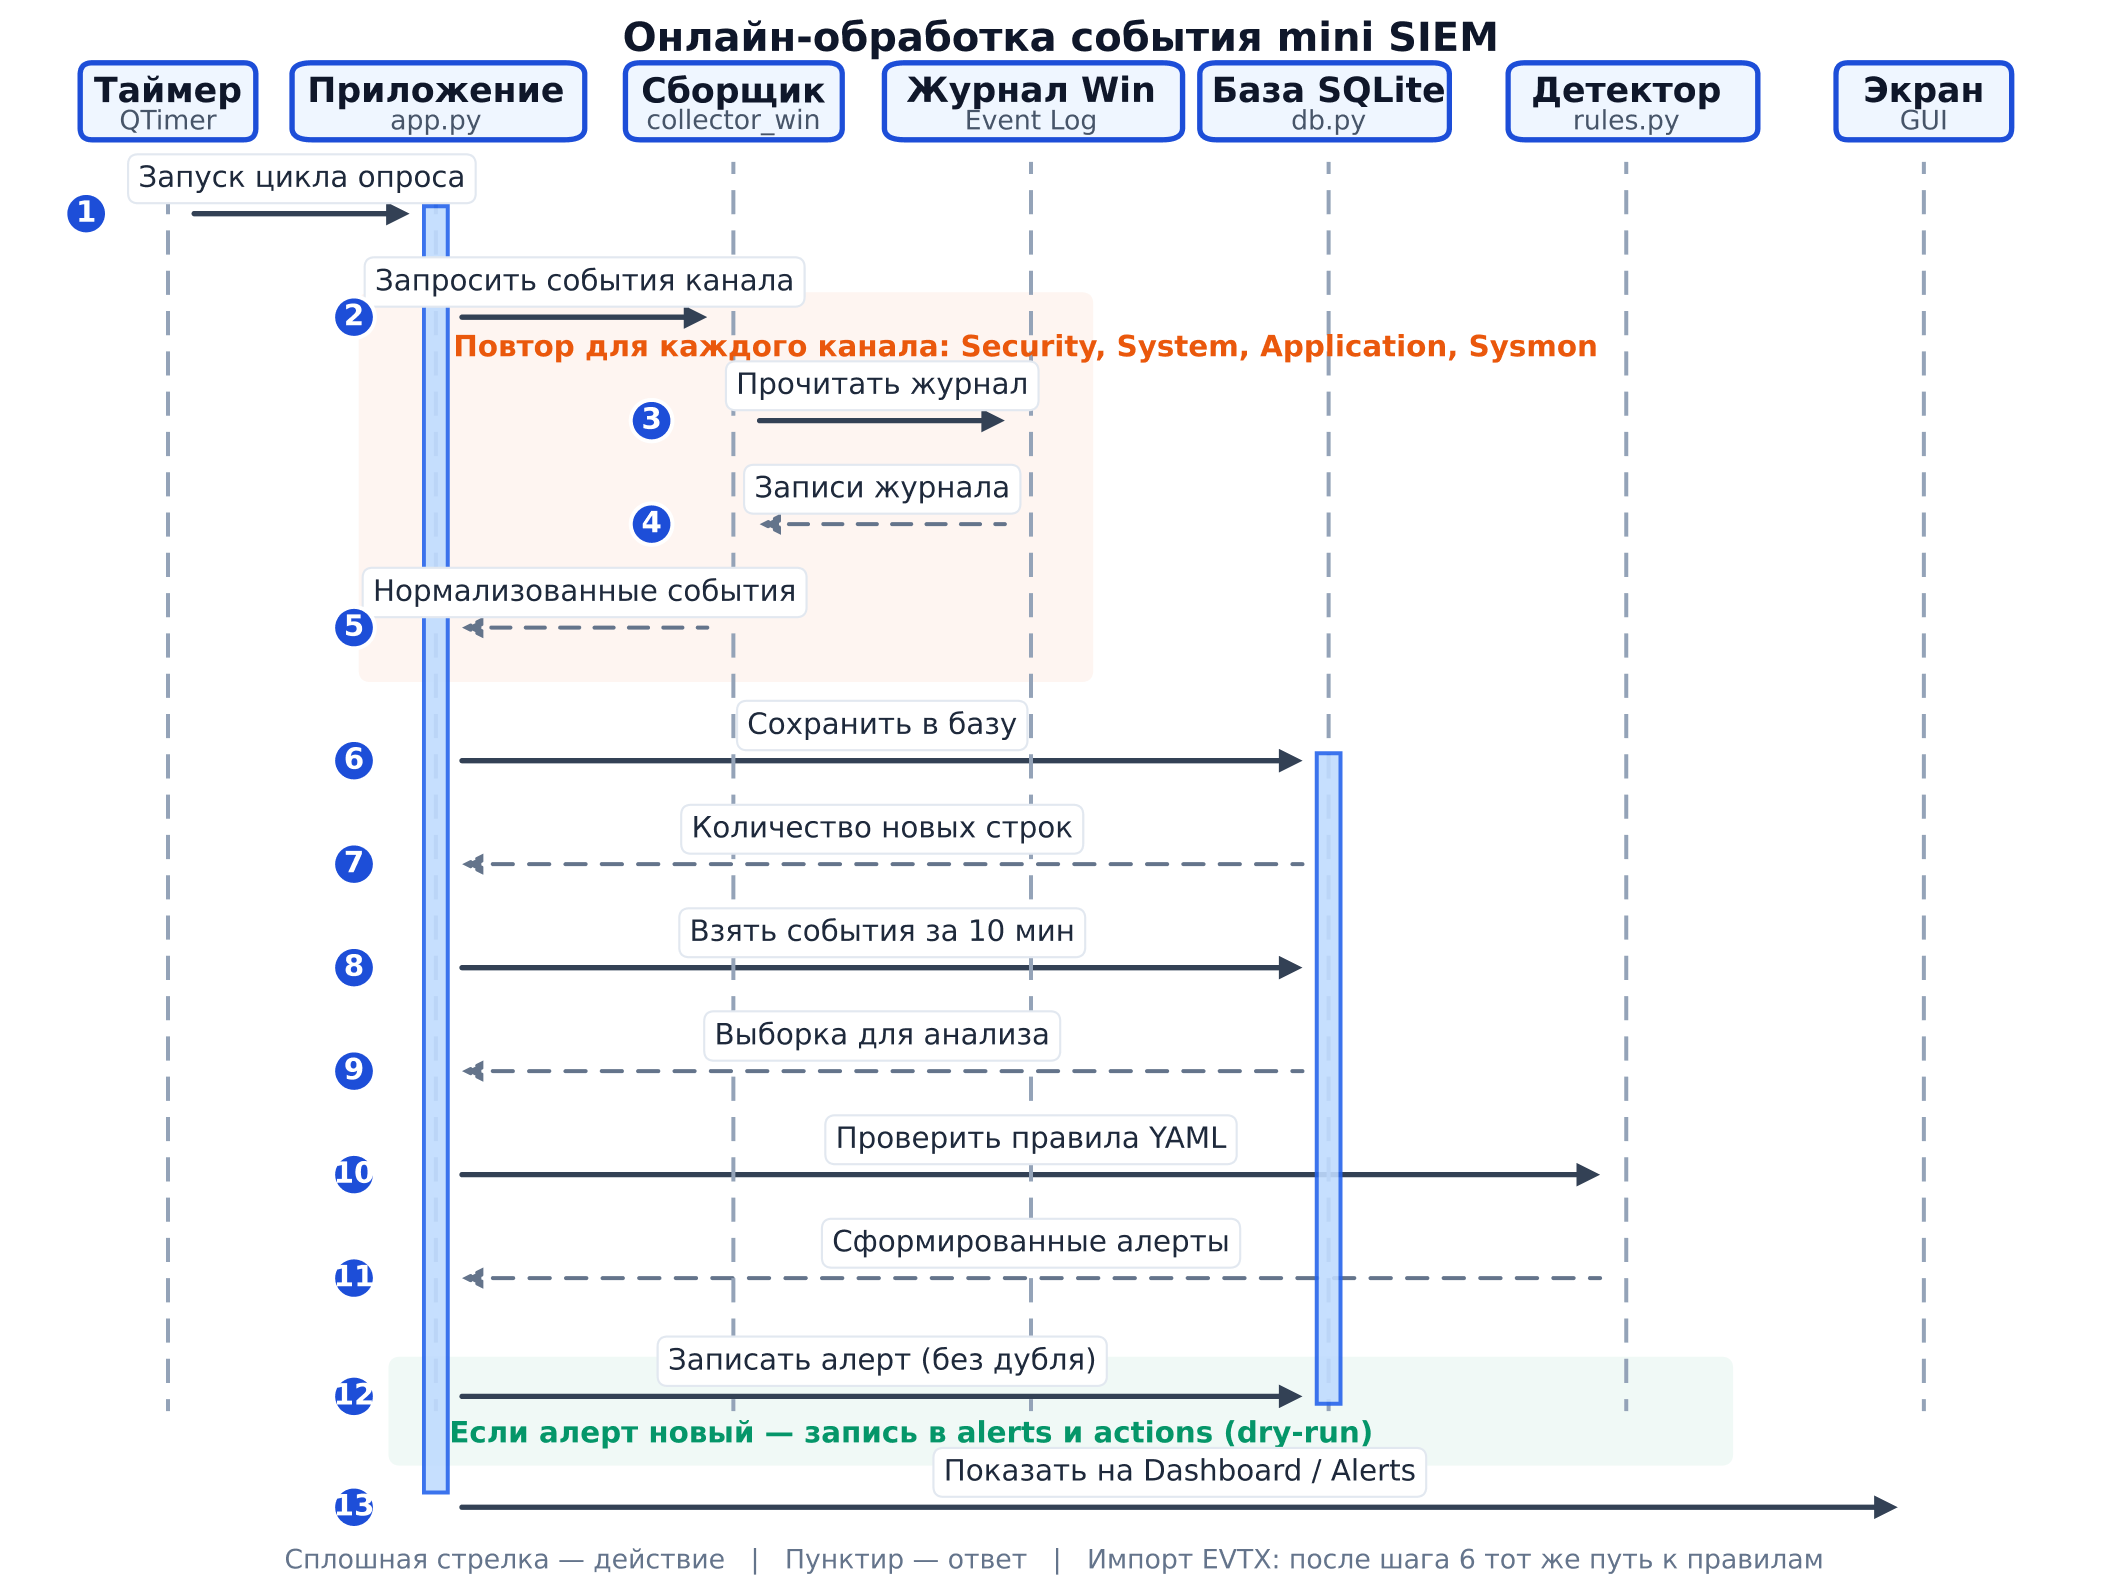 Онлайн-обработка события mini SIEM
Таймер
QTimer
Приложение
app.py
Сборщик
collector_win
Журнал Win
Event Log
База SQLite
db.py
Детектор
rules.py
Экран
GUI
Запуск цикла опроса
1
Запросить события канала
2
Повтор для каждого канала: Security, System, Application, Sysmon
Прочитать журнал
3
Записи журнала
4
Нормализованные события
5
Сохранить в базу
6
Количество новых строк
7
Взять события за 10 мин
8
Выборка для анализа
9
Проверить правила YAML
10
Сформированные алерты
11
Записать алерт (без дубля)
12
Если алерт новый — запись в alerts и actions (dry-run)
Показать на Dashboard / Alerts
13
Сплошная стрелка — действие | Пунктир — ответ | Импорт EVTX: после шага 6 тот же путь к правилам